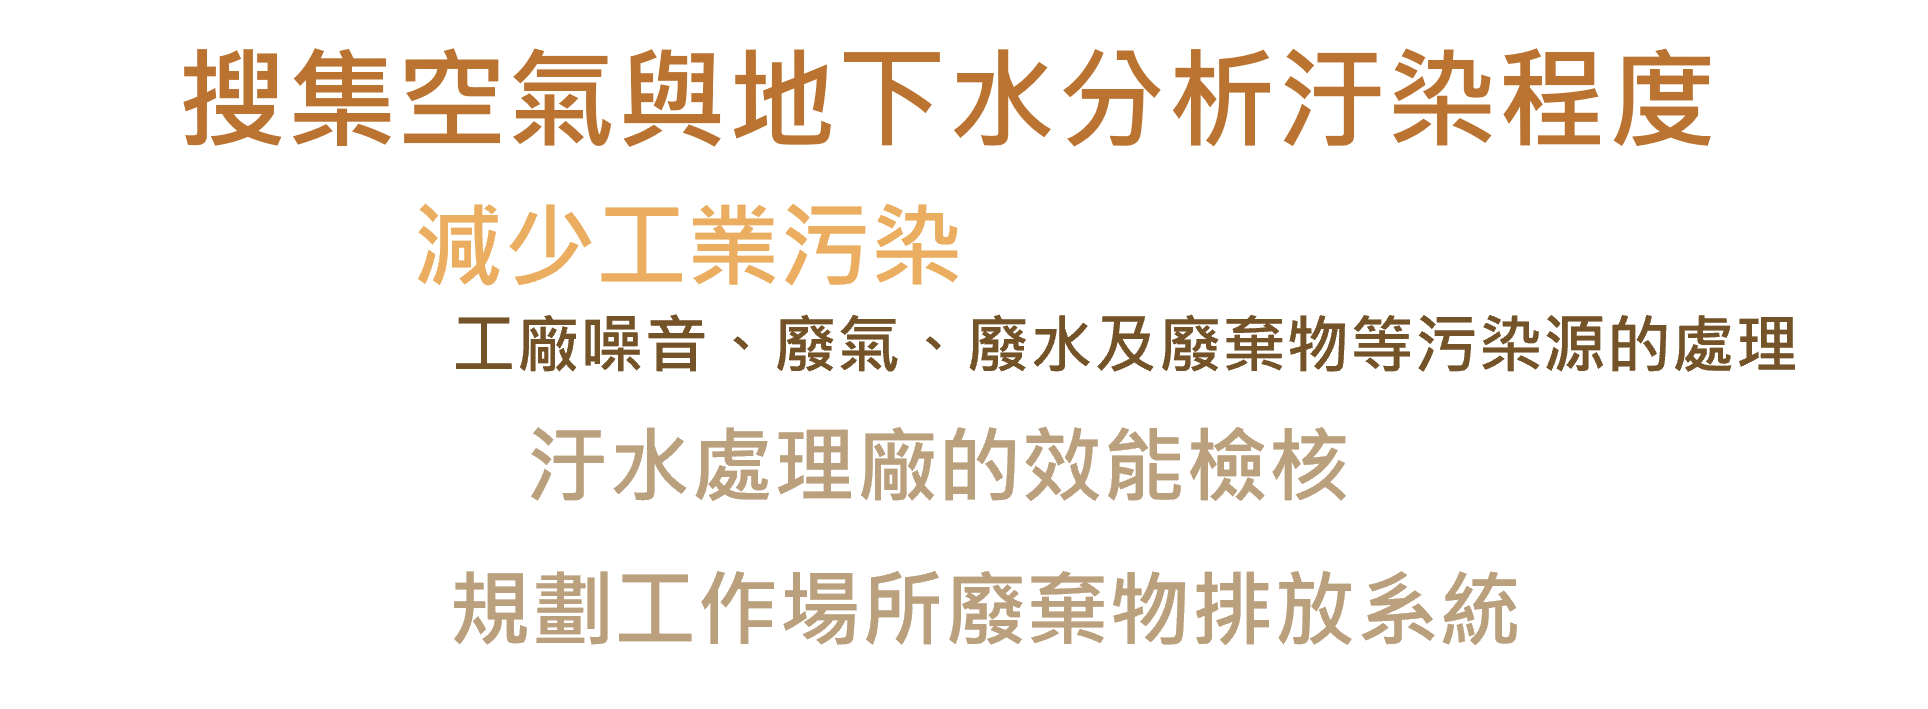 搜集空氣與地下水分析汙染程度
減少工業污染
工廠噪音、廢氣、廢水及廢棄物等污染源的處理
汙水處理廠的效能檢核
規劃工作場所廢棄物排放系統